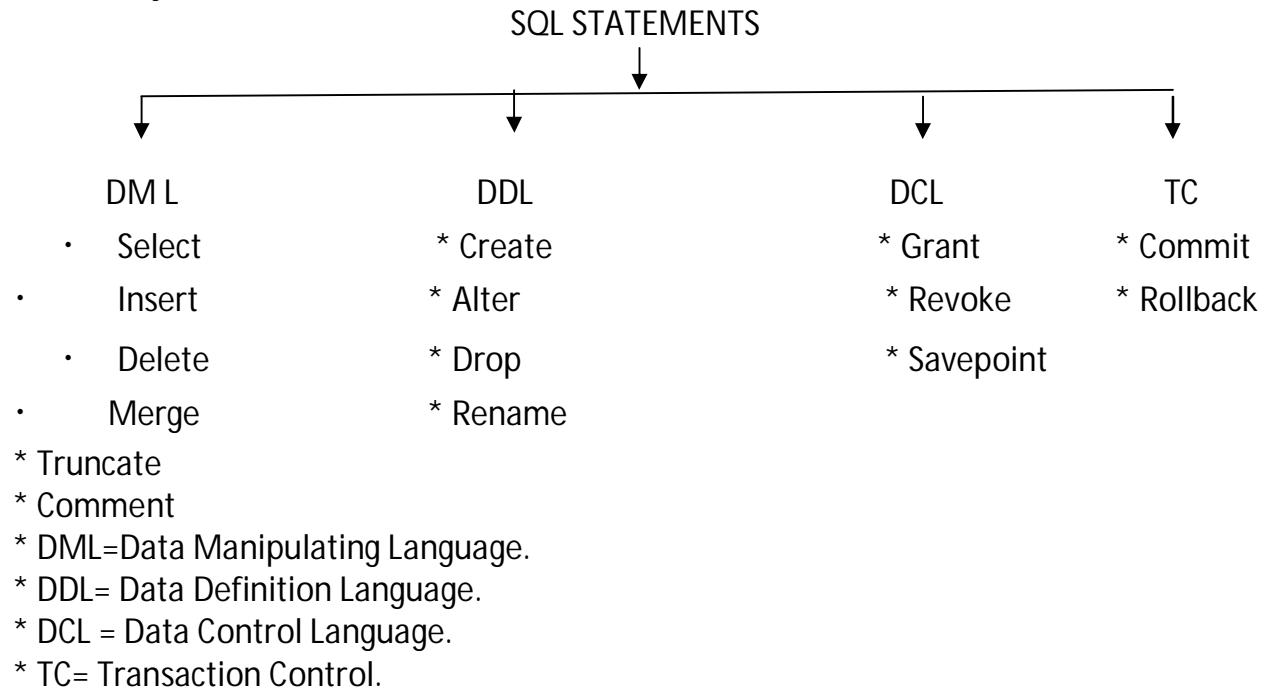 SQL STATEMENTS
DM L DDL DCL TC
· Select * Create * Grant * Commit
· Insert * Alter * Revoke * Rollback
· Delete * Drop * Savepoint
· Merge * Rename
* Truncate
* Comment
* DML=Data Manipulating Language.
* DDL= Data Definition Language.
* DCL = Data Control Language.
* TC= Transaction Control.